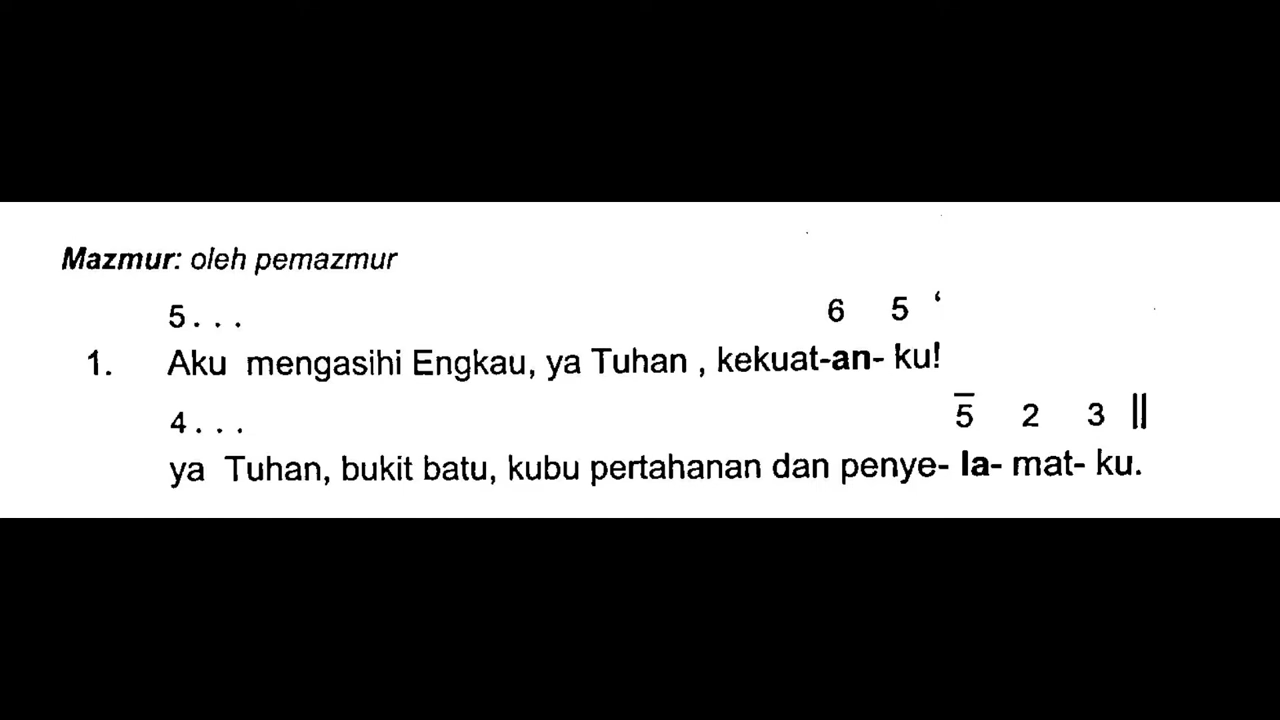 Mazmur: oleh pemazmur
5 . . . 6 5 ‘
1. Aku mengasihi Engkau, ya Tuhan , kekuat-an- ku!
4 . . . 5̅ 2 3 ||
ya Tuhan, bukit batu, kubu pertahanan dan penye- la- mat- ku.